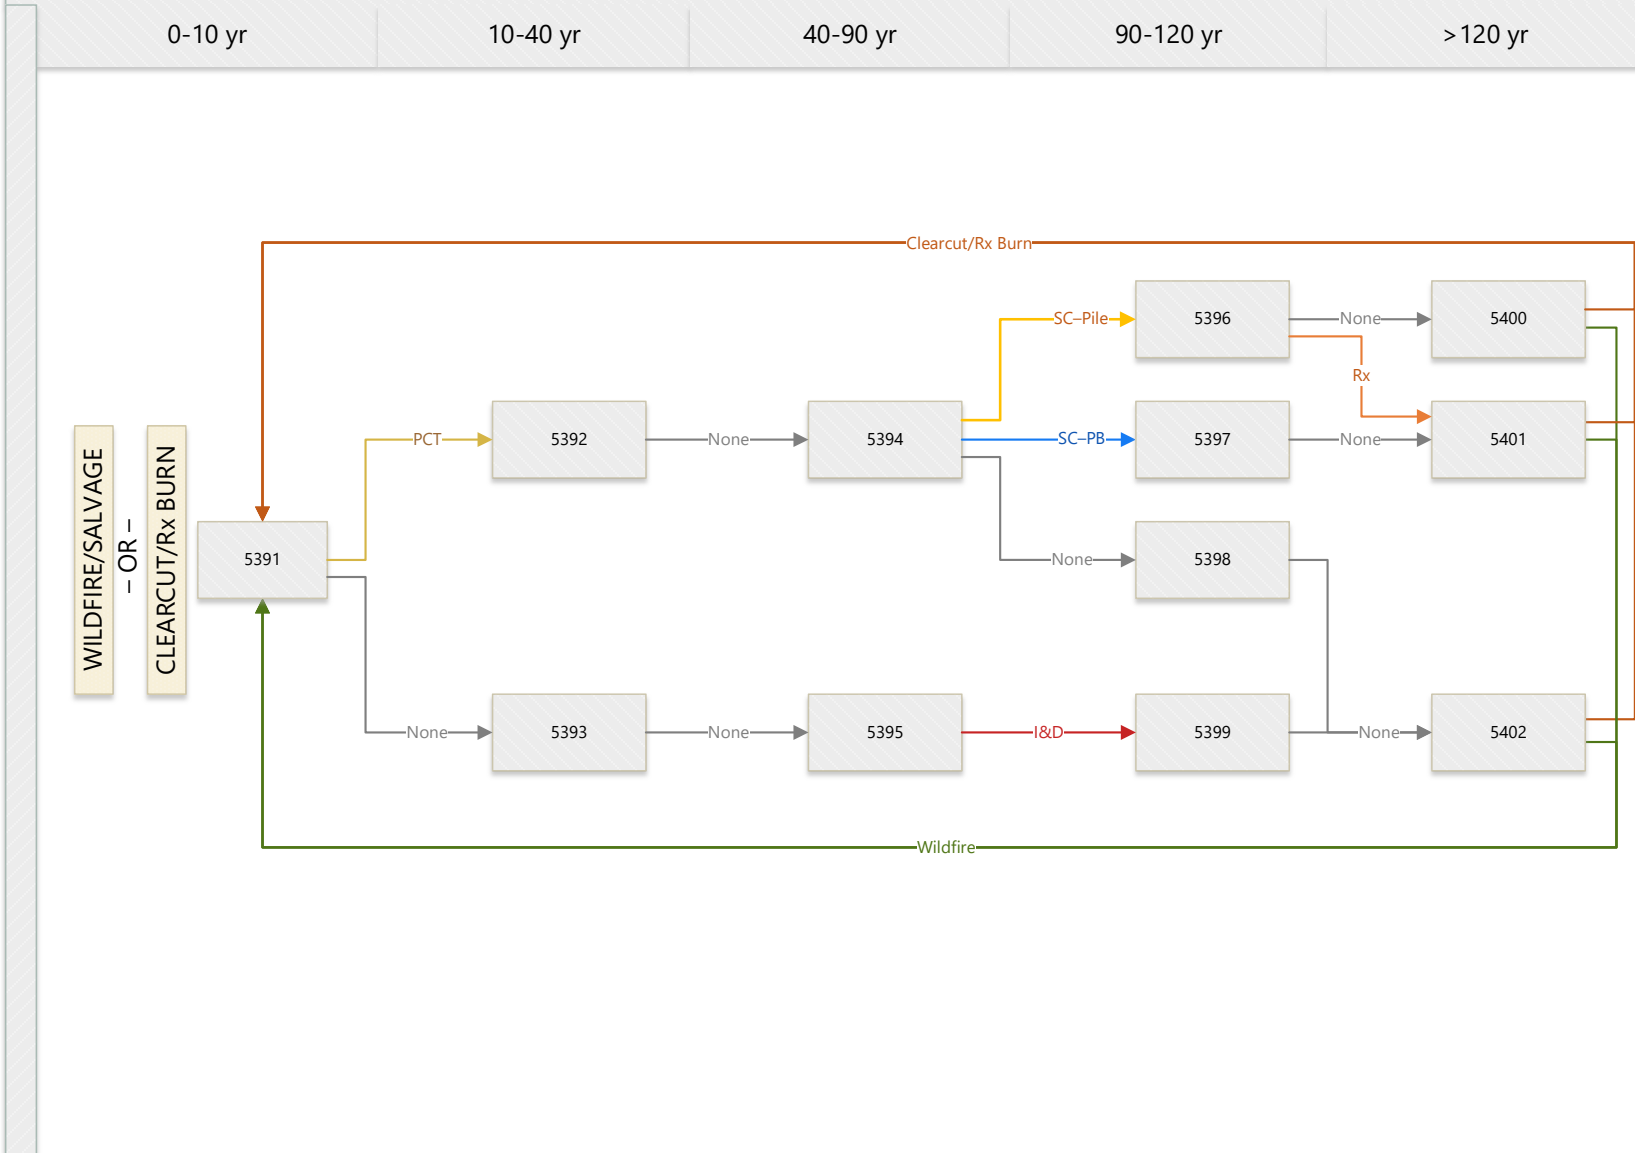 0-10 yr
10-40 yr
40-90 yr
90-120 yr
>120 yr
Clearcut/Rx Burn
SC–Pile
5396
None
5400
Rx
PCT
5392
None
5394
SC–PB
5397
None
5401
WILDFIRE/SALVAGE
– OR –
CLEARCUT/Rx BURN
5391
None
5398
None
5393
None
5395
I&D
5399
None
5402
Wildfire